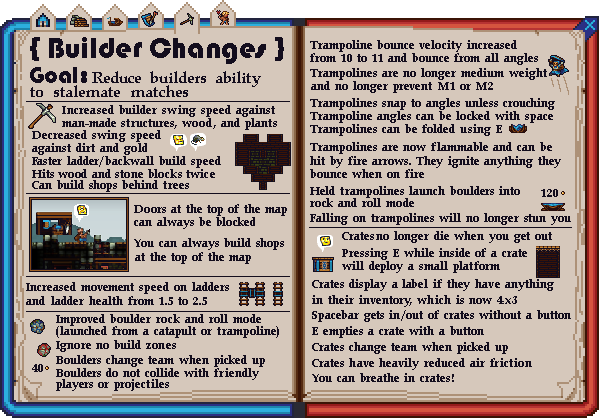 { Builder Changes }
Goal: Reduce builders ability
to stalemate matches
Increased builder swing speed against
man-made structures, wood, and plants
Decreased swing speed
against dirt and gold
Faster ladder/backwall build speed
Hits wood and stone blocks twice
Can build shops behind trees
Doors at the top of the map
can always be blocked
You can always build shops
at the top of the map
Increased movement speed on ladders
and ladder health from 1.5 to 2.5
Improved boulder rock and roll mode
(launched from a catapult or trampoline)
Ignore no build zones
Boulders change team when picked up
40°
Boulders do not collide with friendly
players or projectiles
Trampoline bounce velocity increased
from 10 to 11 and bounce from all angles
Trampolines are no longer medium weight
and no longer prevent M1 or M2
Trampolines snap to angles unless crouching
Trampoline angles can be locked with space
Trampolines can be folded using E
Trampolines are now flammable and can be
hit by fire arrows. They ignite anything they
bounce when on fire
Held trampolines launch boulders into
rock and roll mode
120°
Falling on trampolines will no longer stun you
Crates no longer die when you get out
Pressing E while inside of a crate
will deploy a small platform
Crates display a label if they have anything
in their inventory, which is now 4x3
Spacebar gets in/out of crates without a button
E empties a crate with a button
Crates change team when picked up
Crates have heavily reduced air friction
You can breathe in crates!